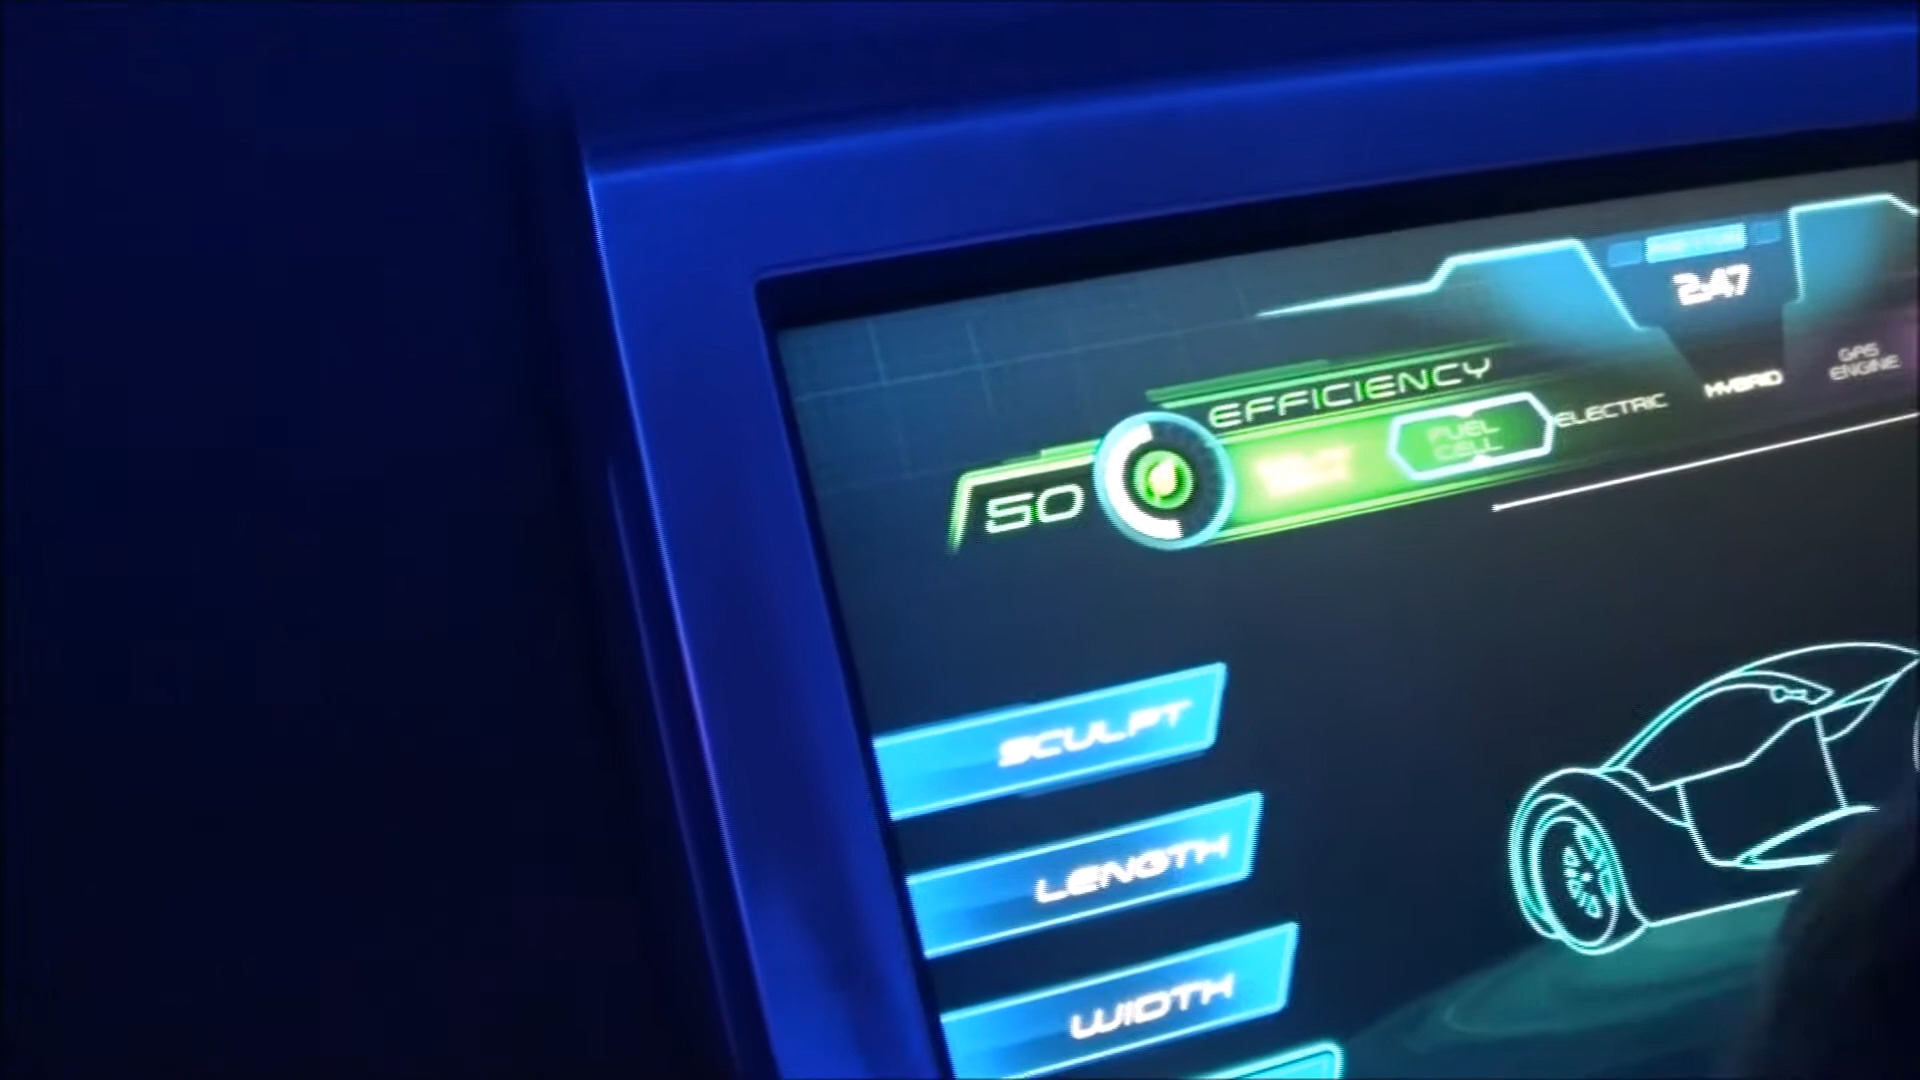 2:47
EFFICIENCY
50
FUEL
CELL
ELECTRIC
HYBRID
GAS
ENGINE
SCULPT
LENGTH
WIDTH